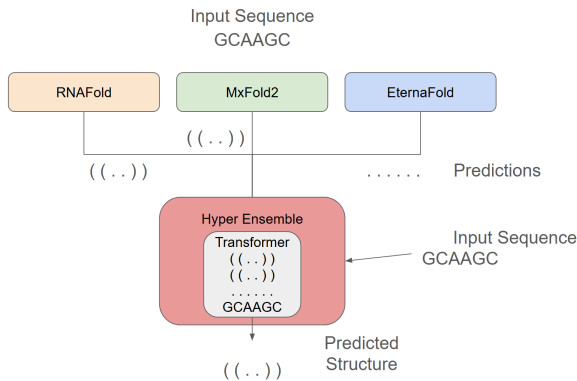 Input Sequence
GCAAGC
RNAFold
MxFold2
EternaFold
((..))
((..))
......
Predictions
Hyper Ensemble
Transformer
((..))
((..))
......
GCAAGC
Input Sequence
GCAAGC
Predicted
Structure
((..))